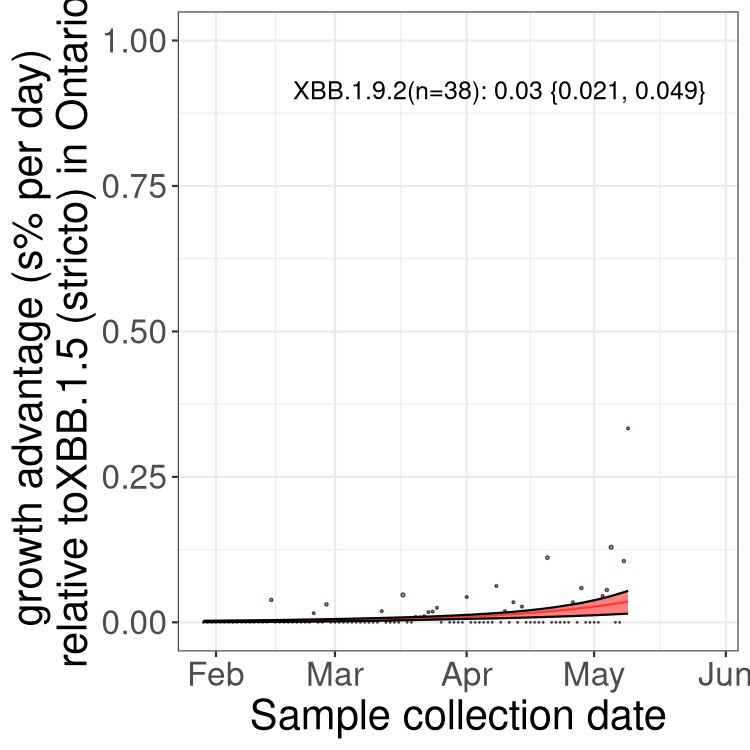 growth advantage (s% per day)
relative toXBB.1.5 (stricto) in Ontario
1.00
0.75
0.50
0.25
0.00
XBB.1.9.2(n=38): 0.03 {0.021, 0.049}
Feb Mar Apr May Jun
Sample collection date